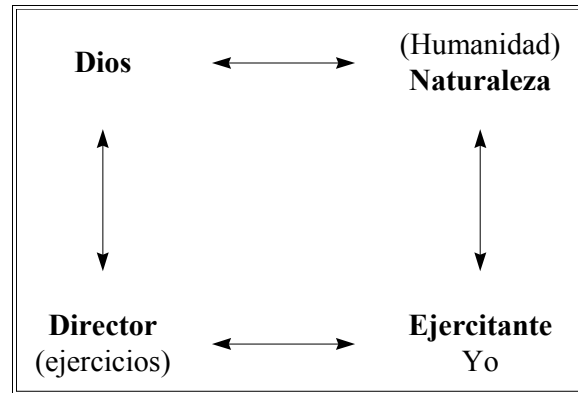 Dios
(Humanidad)
Naturaleza
Director
(ejercicios)
Ejercitante
Yo